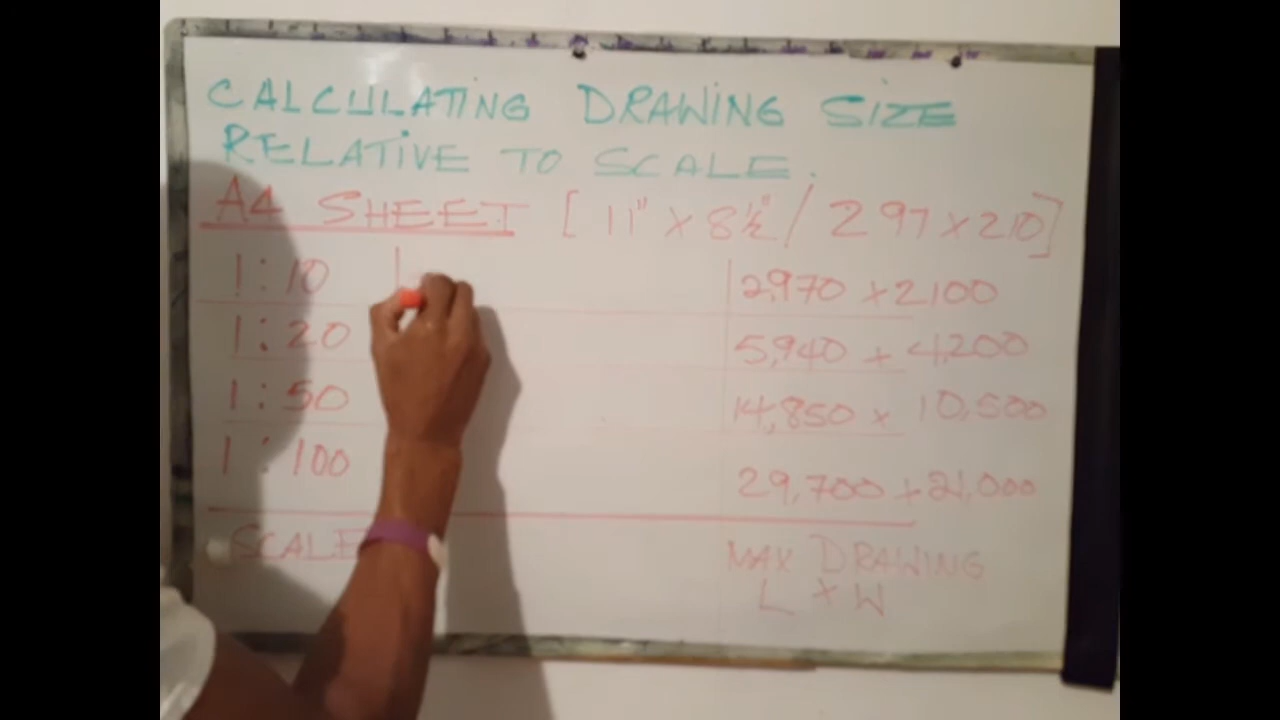 CALCULATING DRAWING SIZE
RELATIVE TO SCALE.
A4 SHEET [11" x 8½" / 297 x 210]
1:10 2,970 x 2100
1:20 5,940 x 4,200
1:50 14,850 x 10,500
1:100 29,700 x 21,000
SCALE MAX DRAWING
L x W